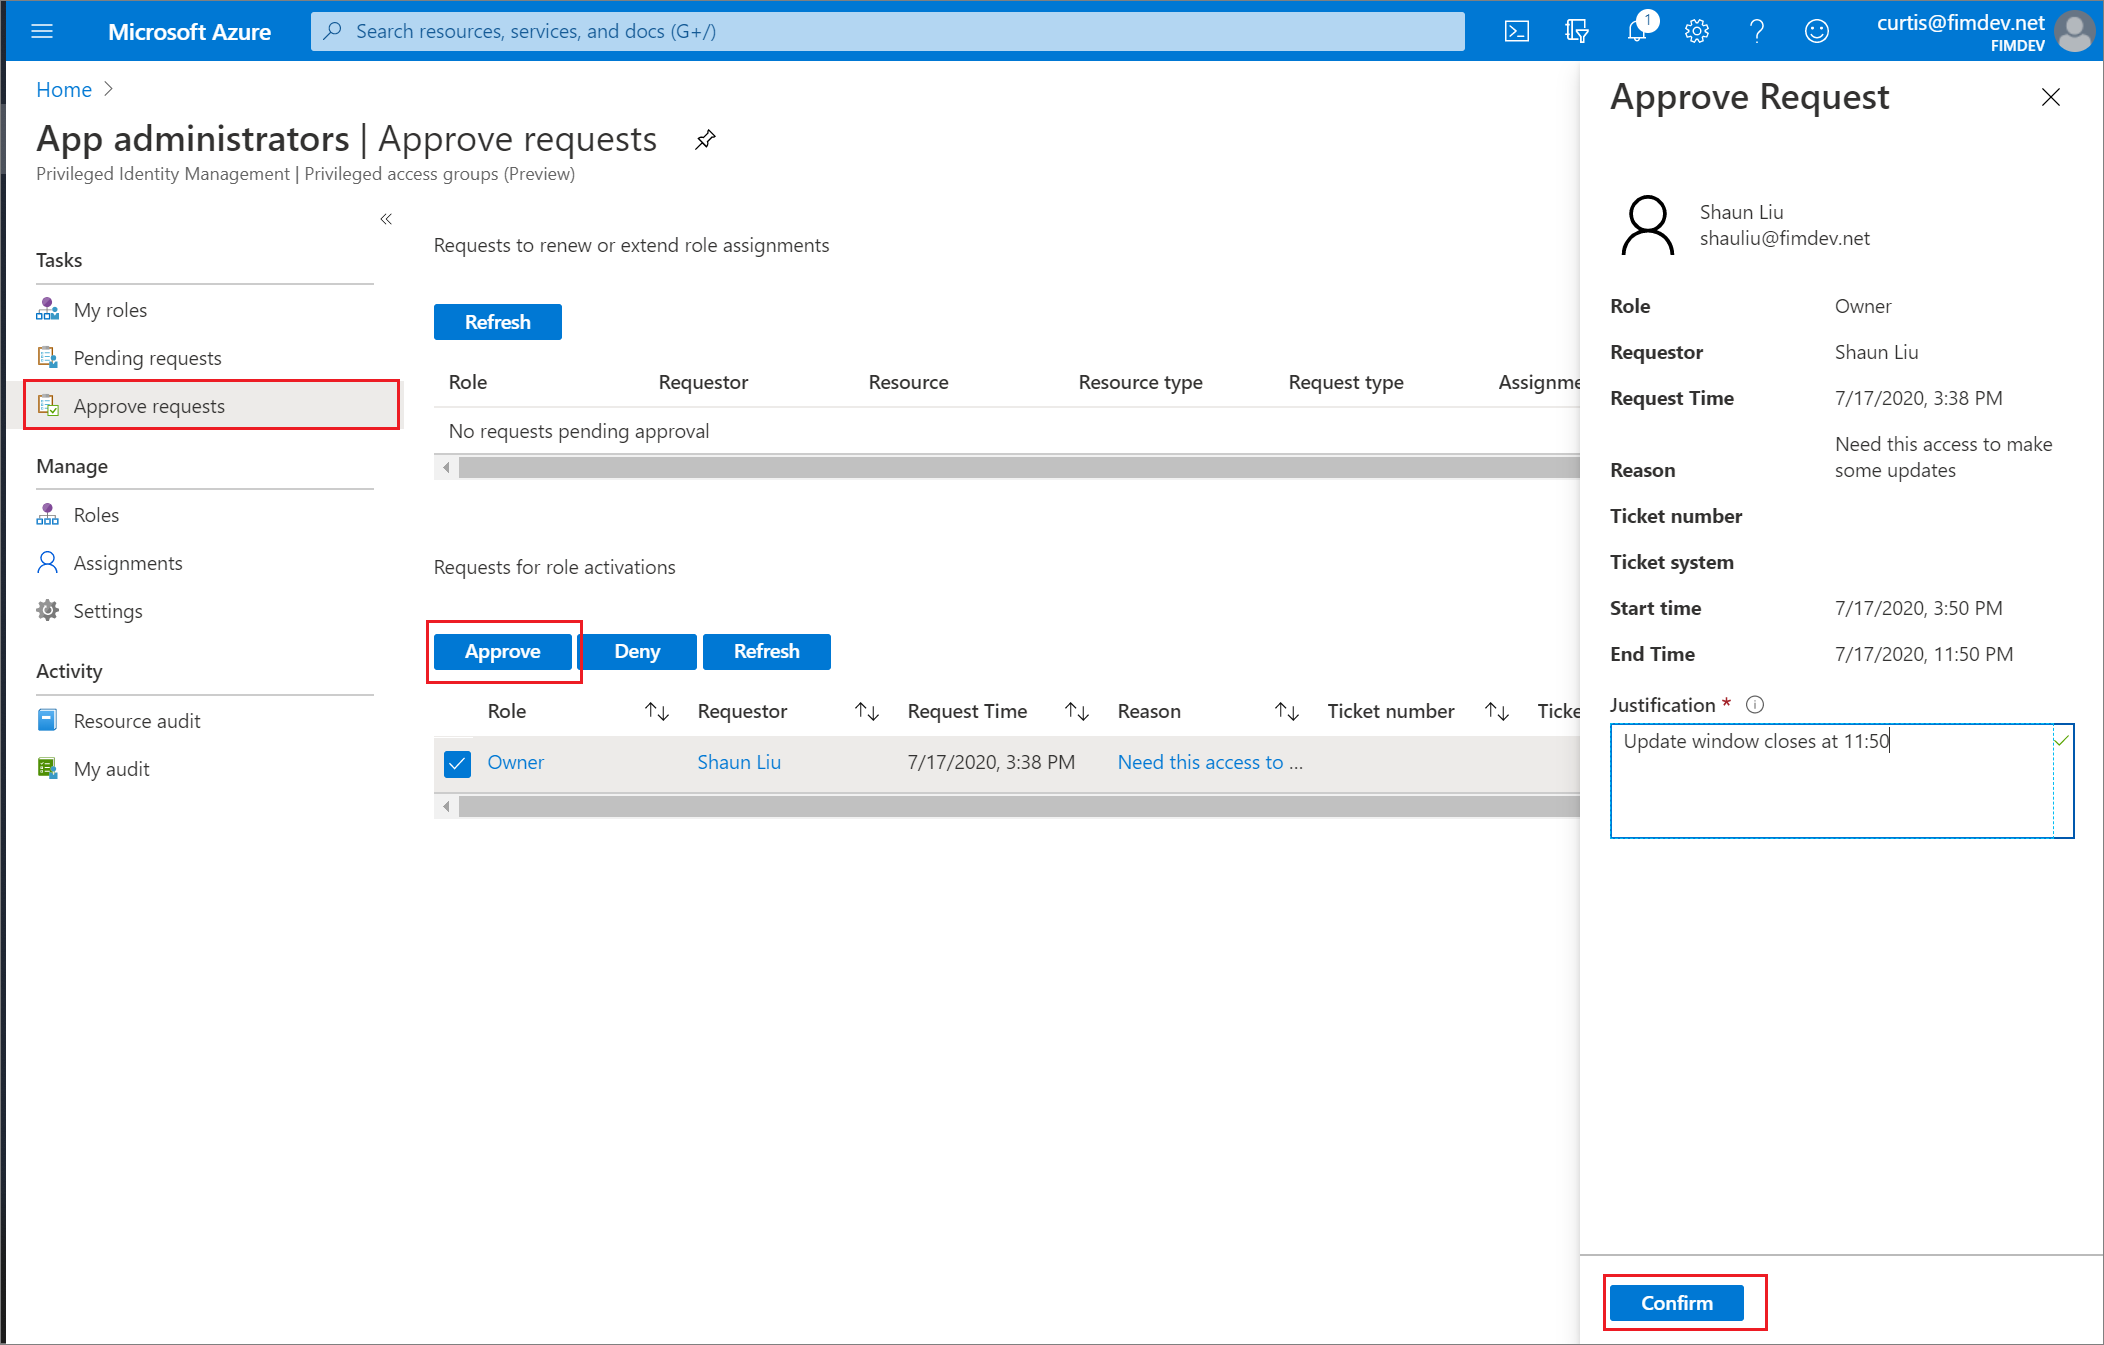 Microsoft Azure
Search resources, services, and docs (G+/)
1
curtis@fimdev.net
FIMDEV
Home
App administrators | Approve requests
Privileged Identity Management | Privileged access groups (Preview)
Tasks
My roles
Pending requests
Approve requests
Manage
Roles
Assignments
Settings
Activity
Resource audit
My audit
Requests to renew or extend role assignments
Refresh
Role Requestor Resource Resource type Request type Assignme
No requests pending approval
Requests for role activations
Approve Deny Refresh
Role Requestor Request Time Reason Ticket number Ticke
Owner Shaun Liu 7/17/2020, 3:38 PM Need this access to ...
Approve Request
Shaun Liu
shauliu@fimdev.net
Role Owner
Requestor Shaun Liu
Request Time 7/17/2020, 3:38 PM
Reason Need this access to make
some updates
Ticket number
Ticket system
Start time 7/17/2020, 3:50 PM
End Time 7/17/2020, 11:50 PM
Justification *
Update window closes at 11:50
Confirm